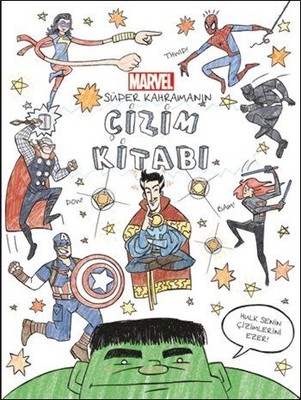 THWIP!
MARVEL
SÜPER KAHRAMANIN
ÇİZİM
KİTABI
DOW!
BAM!
HULK SENİN
ÇİZİMLERİNİ
EZER!